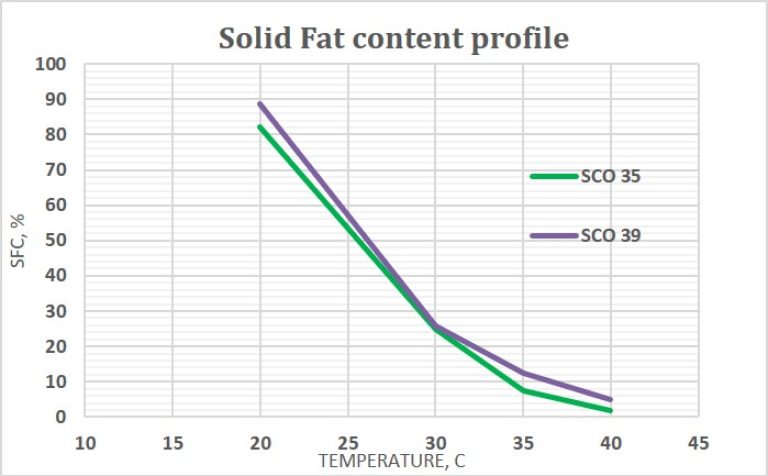 Solid Fat content profile
100
90
80
70
60
50
40
30
20
10
0
SFC, %
SCO 35
SCO 39
10 15 20 25 30 35 40 45
TEMPERATURE, C